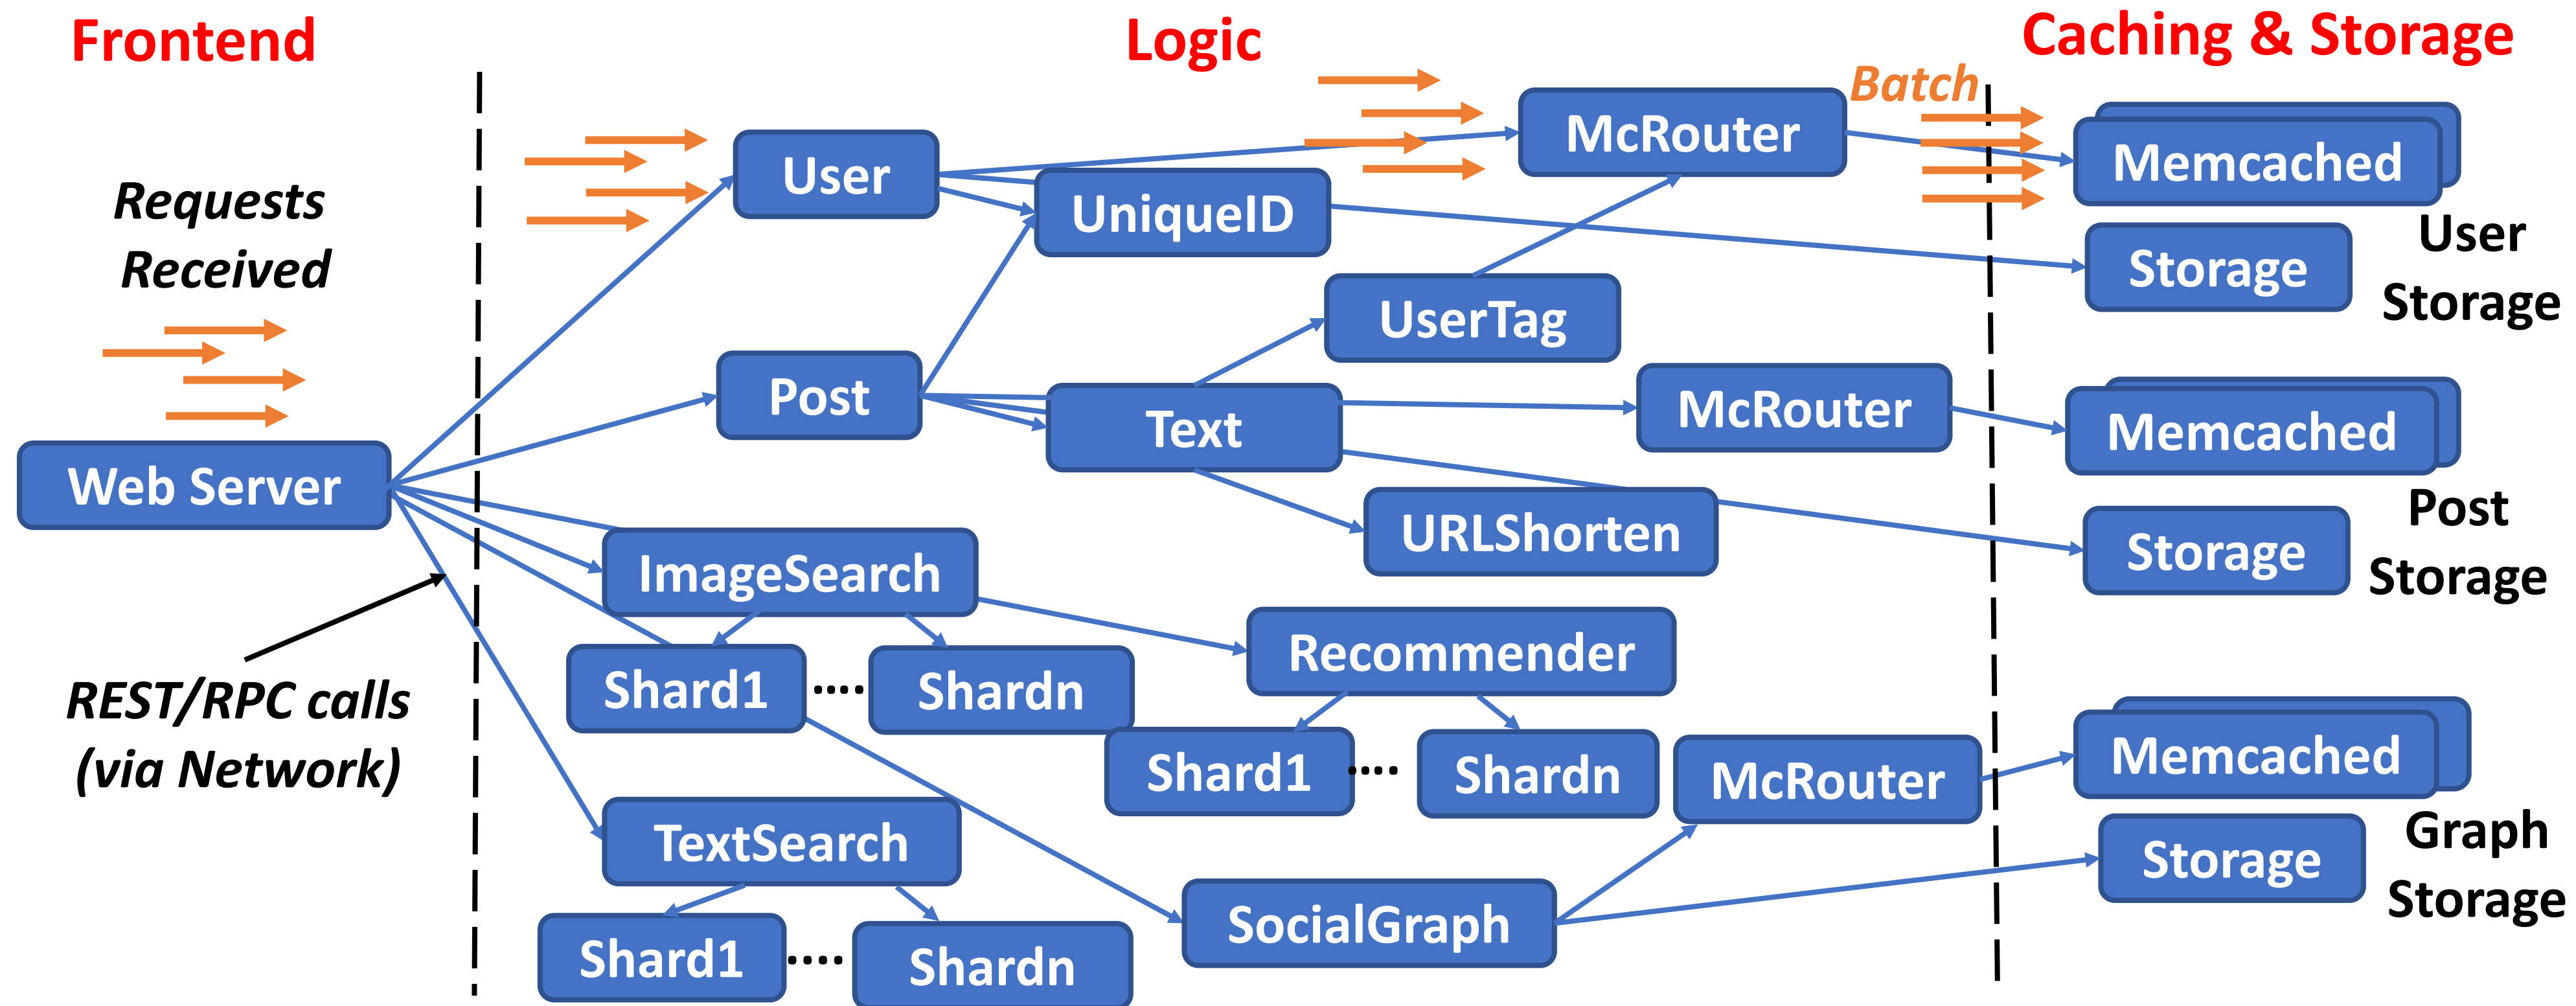 Frontend
Logic
Caching & Storage
Batch
Requests
Received
User
McRouter
Memcached
UniqueID
Storage
User
Storage
UserTag
Post
Text
McRouter
Memcached
Web Server
URLShorten
Storage
Post
Storage
ImageSearch
Recommender
Shard1
....
Shardn
REST/RPC calls
(via Network)
Shard1
....
Shardn
McRouter
Memcached
TextSearch
Storage
Graph
Storage
SocialGraph
Shard1
....
Shardn